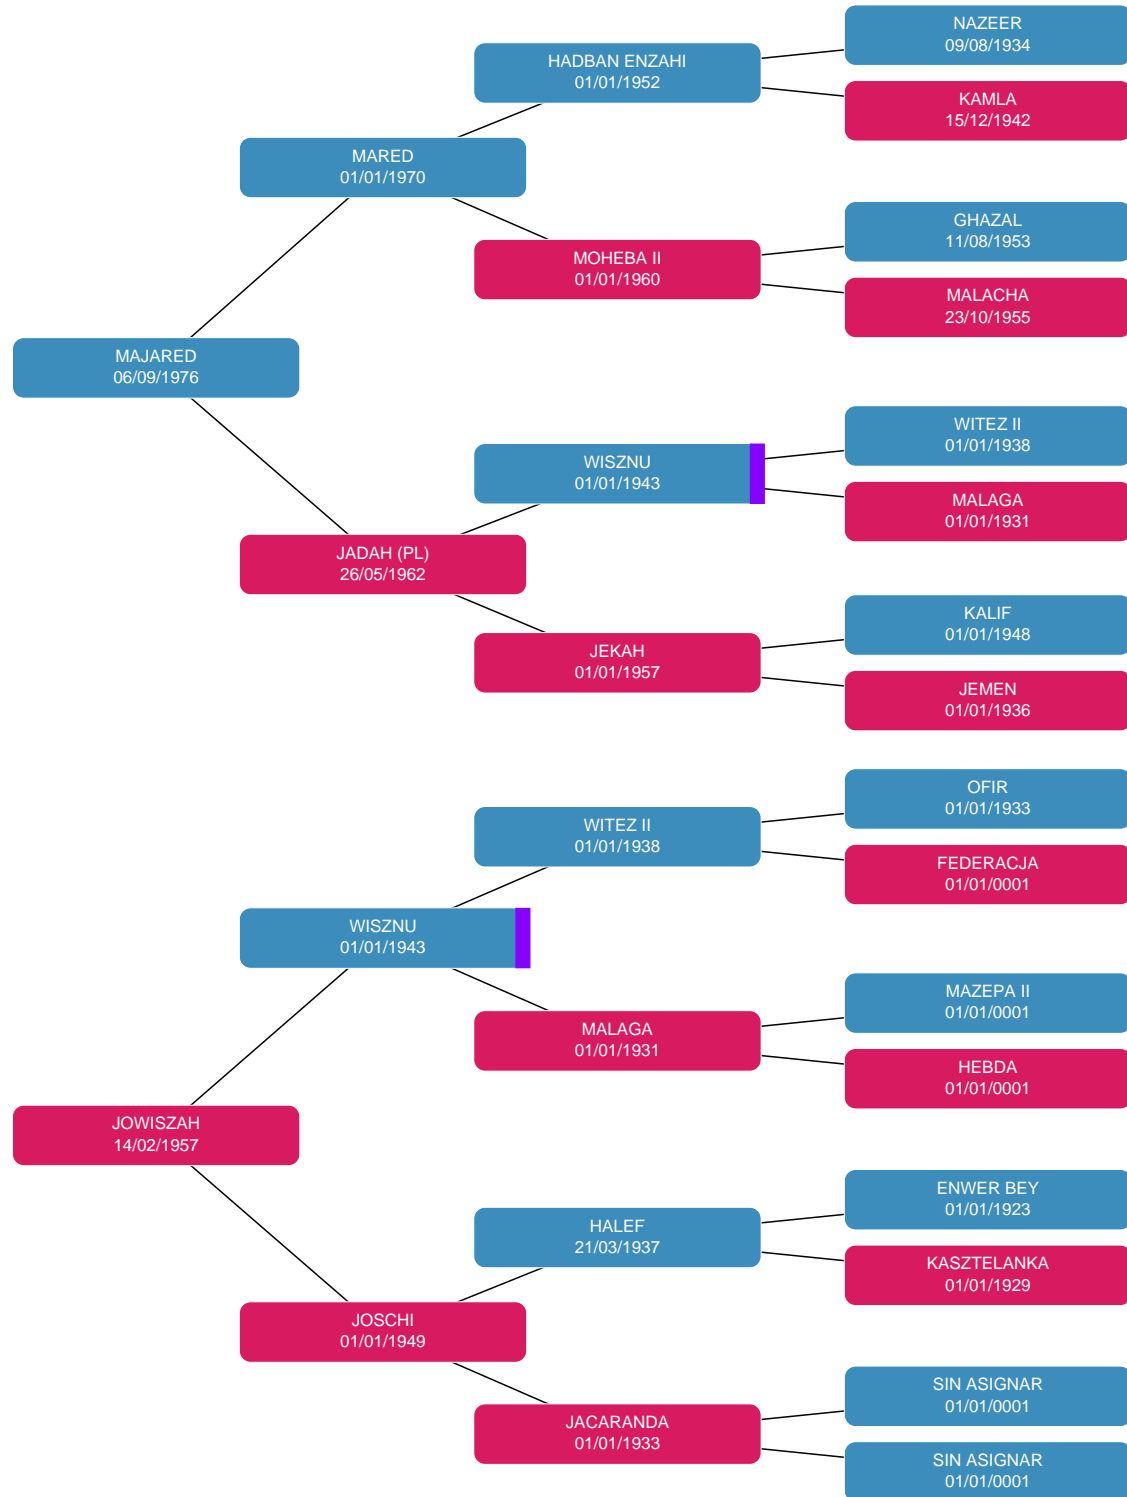 NAZEER
09/08/1934
HADBAN ENZAHI
01/01/1952
KAMLA
15/12/1942
MARED
01/01/1970
GHAZAL
11/08/1953
MOHEBA II
01/01/1960
MALACHA
23/10/1955
MAJARED
06/09/1976
WITEZ II
01/01/1938
WISZNU
01/01/1943
MALAGA
01/01/1931
JADAH (PL)
26/05/1962
KALIF
01/01/1948
JEKAH
01/01/1957
JEMEN
01/01/1936
OFIR
01/01/1933
WITEZ II
01/01/1938
FEDERACJA
01/01/0001
WISZNU
01/01/1943
MAZEPA II
01/01/0001
MALAGA
01/01/1931
HEBDA
01/01/0001
JOWISZAH
14/02/1957
ENWER BEY
01/01/1923
HALEF
21/03/1937
KASZTELANKA
01/01/1929
JOSCHI
01/01/1949
SIN ASIGNAR
01/01/0001
JACARANDA
01/01/1933
SIN ASIGNAR
01/01/0001